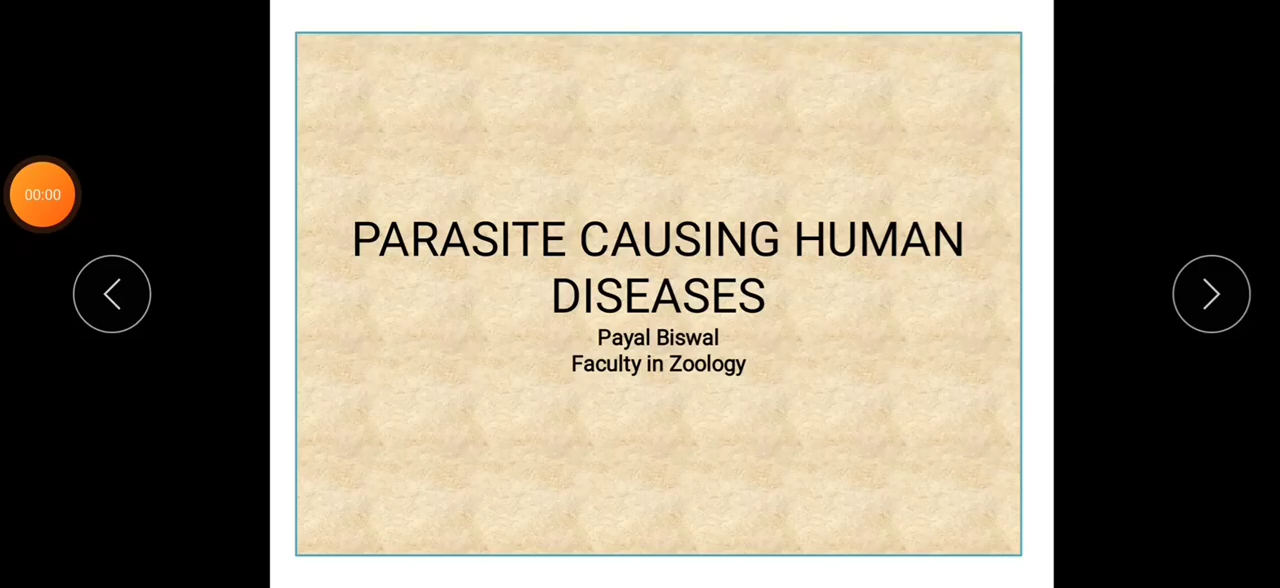 00:00
PARASITE CAUSING HUMAN
DISEASES
Payal Biswal
Faculty in Zoology